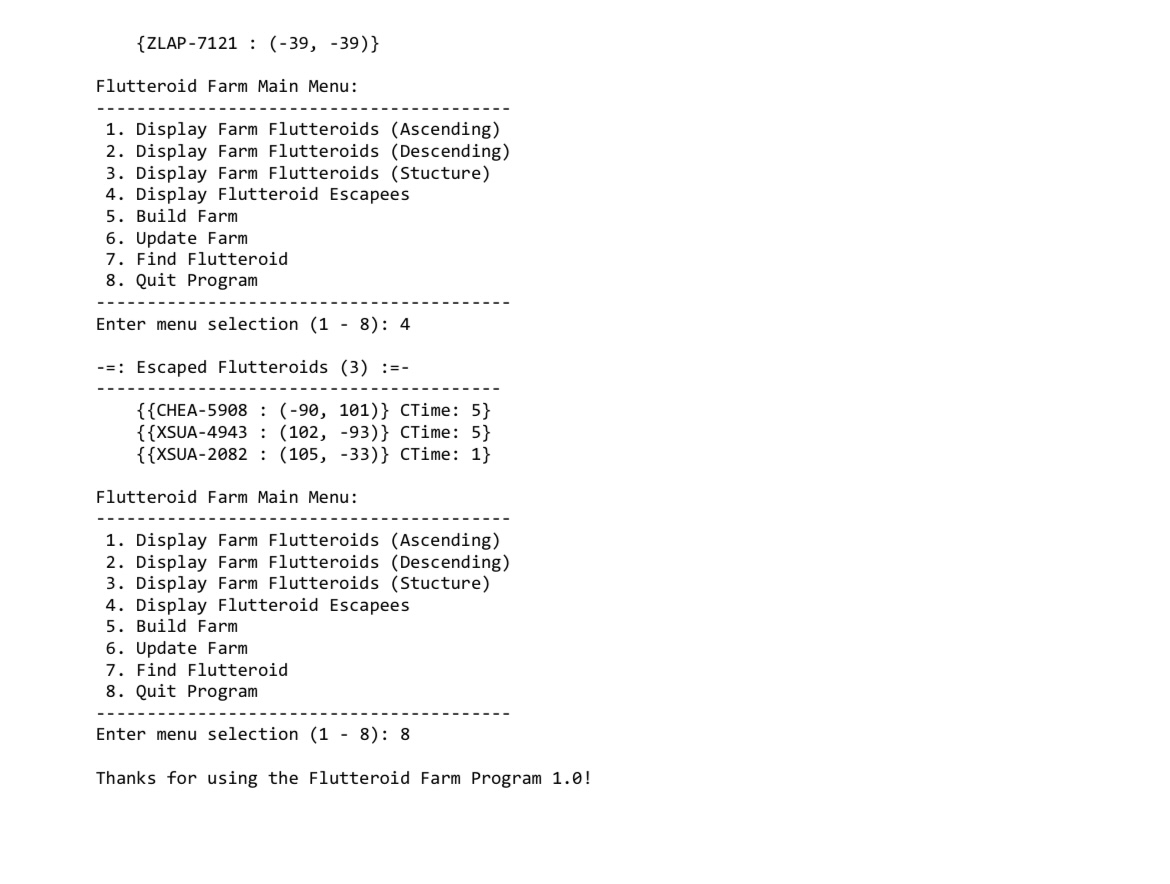 {ZLAP-7121 : (-39, -39)}
Flutteroid Farm Main Menu:
-----------------------------------------
1. Display Farm Flutteroids (Ascending)
2. Display Farm Flutteroids (Descending)
3. Display Farm Flutteroids (Stucture)
4. Display Flutteroid Escapees
5. Build Farm
6. Update Farm
7. Find Flutteroid
8. Quit Program
-----------------------------------------
Enter menu selection (1 - 8): 4
-=: Escaped Flutteroids (3) :=-
----------------------------------------
{{CHEA-5908 : (-90, 101)} CTime: 5}
{{XSUA-4943 : (102, -93)} CTime: 5}
{{XSUA-2082 : (105, -33)} CTime: 1}
Flutteroid Farm Main Menu:
-----------------------------------------
1. Display Farm Flutteroids (Ascending)
2. Display Farm Flutteroids (Descending)
3. Display Farm Flutteroids (Stucture)
4. Display Flutteroid Escapees
5. Build Farm
6. Update Farm
7. Find Flutteroid
8. Quit Program
-----------------------------------------
Enter menu selection (1 - 8): 8
Thanks for using the Flutteroid Farm Program 1.0!